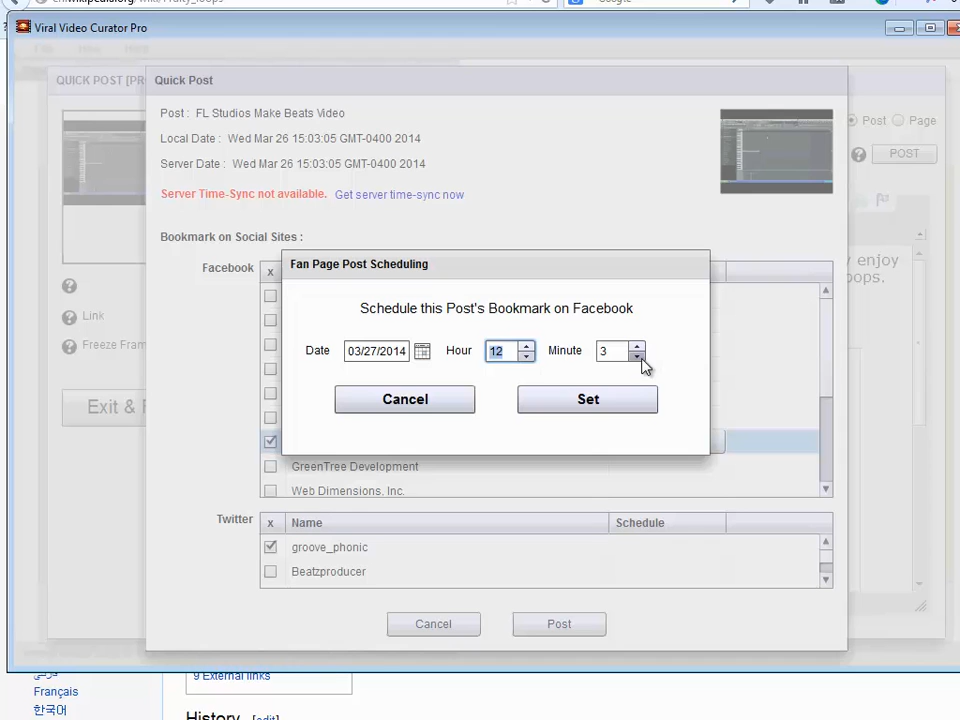 Viral Video Curator Pro
QUICK POST [PR
Quick Post
Post : FL Studios Make Beats Video
Local Date : Wed Mar 26 15:03:05 GMT-0400 2014
Server Date : Wed Mar 26 15:03:05 GMT-0400 2014
Server Time-Sync not available. Get server time-sync now
Post
Page
POST
Bookmark on Social Sites :
Facebook
x
enjoy
Fan Page Post Scheduling
Schedule this Post's Bookmark on Facebook
Date 03/27/2014 Hour 12 Minute 3
Cancel
Set
Link
Freeze Fram
Exit &
GreenTree Development
Web Dimensions, Inc.
Twitter
x Name Schedule
groove_phonic
Beatzproducer
Cancel
Post
9 External links
Français
한국어
History [edit]